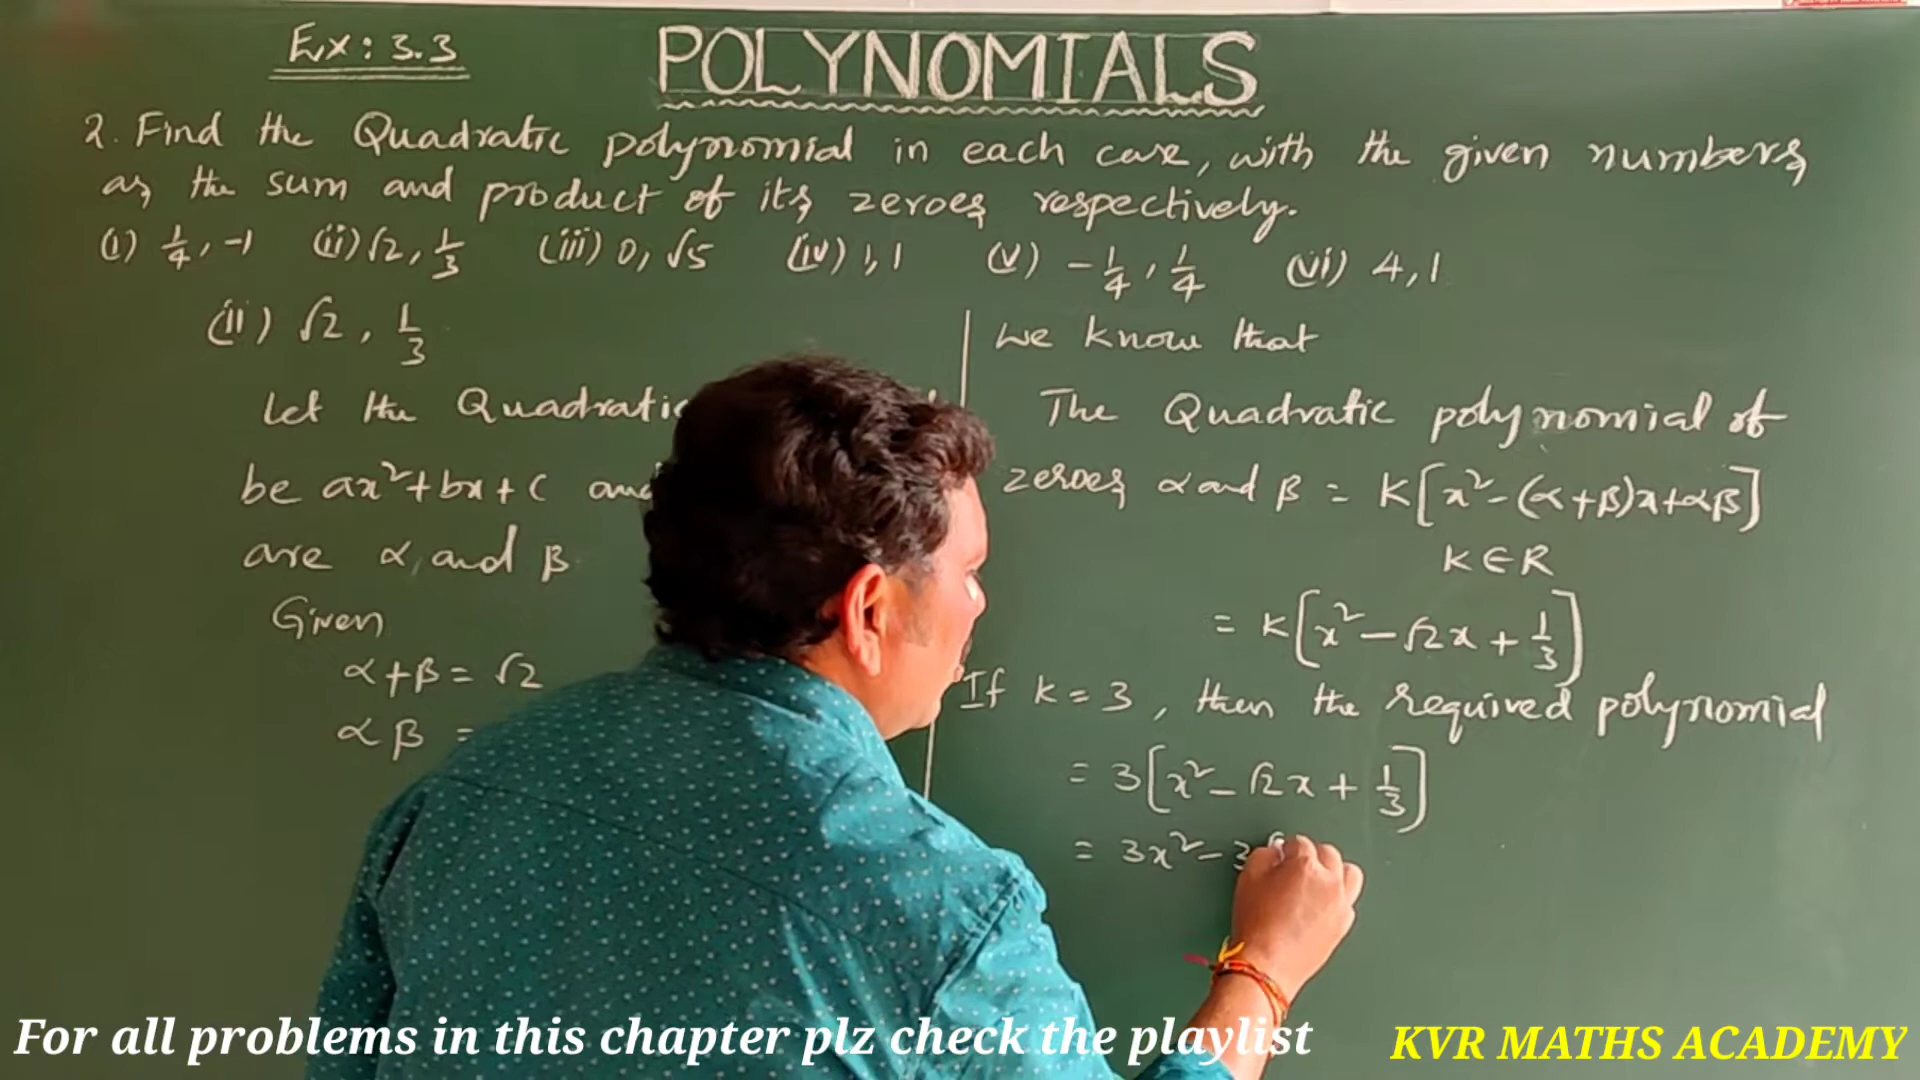 Ex: 3.3
POLYNOMIALS
2. Find the Quadratic polynomial in each case, with the given numbers
as the sum and product of its zeroes respectively.
(i) 1/4, -1 (ii) √2, 1/3 (iii) 0, √5 (iv) 1, 1 (v) -1/4, 1/4 (vi) 4, 1
(ii) √2, 1/3
Let the Quadratic
be ax²+bx+c and
are α and β
Given
α+β = √2
αβ =
We know that
The Quadratic polynomial of
zeroes α and β = K[x²-(α+β)x+αβ]
K∈R
= K[x²-√2x+1/3]
If K = 3, then the required polynomial
= 3[x²-√2x+1/3]
= 3x²-3
For all problems in this chapter plz check the playlist
KVR MATHS ACADEMY